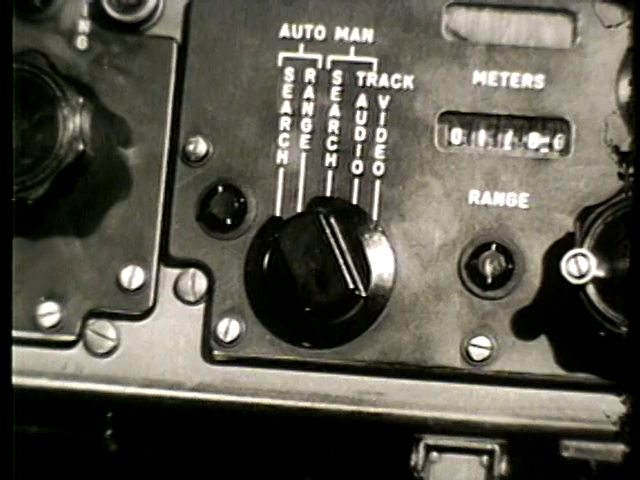 AUTO MAN
SEARCH
RANGE
SEARCH
TRACK
AUDIO
VIDEO
METERS
RANGE